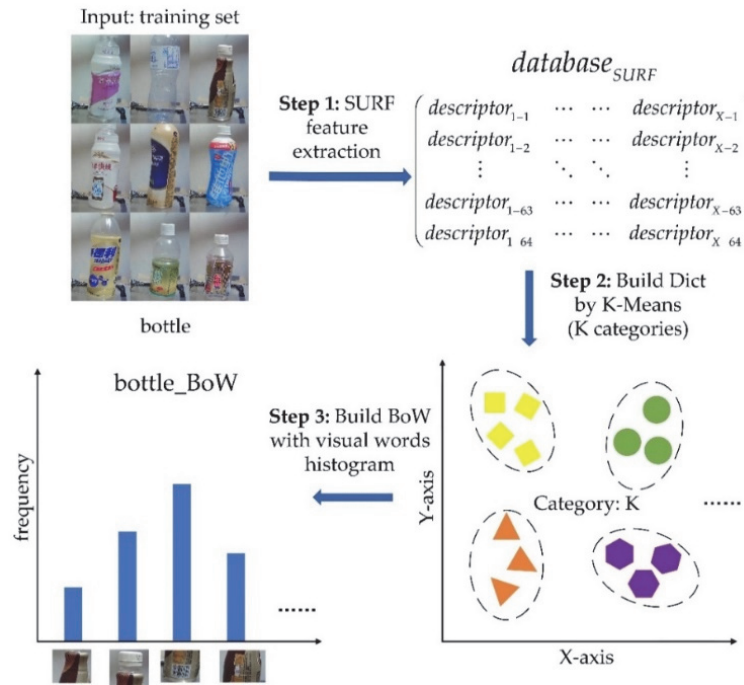 Input: training set
bottle
Step 1: SURF
feature
extraction
database_SURF
descriptor_1-1 ... ... descriptor_X-1
descriptor_1-2 ... ... descriptor_X-2
⋮ ⋱ ⋱ ⋮
descriptor_1-63 ... ... descriptor_X-63
descriptor_1 64 ... ... descriptor_X 64
Step 2: Build Dict
by K-Means
(K categories)
Y-axis
Category: K
......
X-axis
Step 3: Build BoW
with visual words
histogram
bottle_BoW
frequency
......